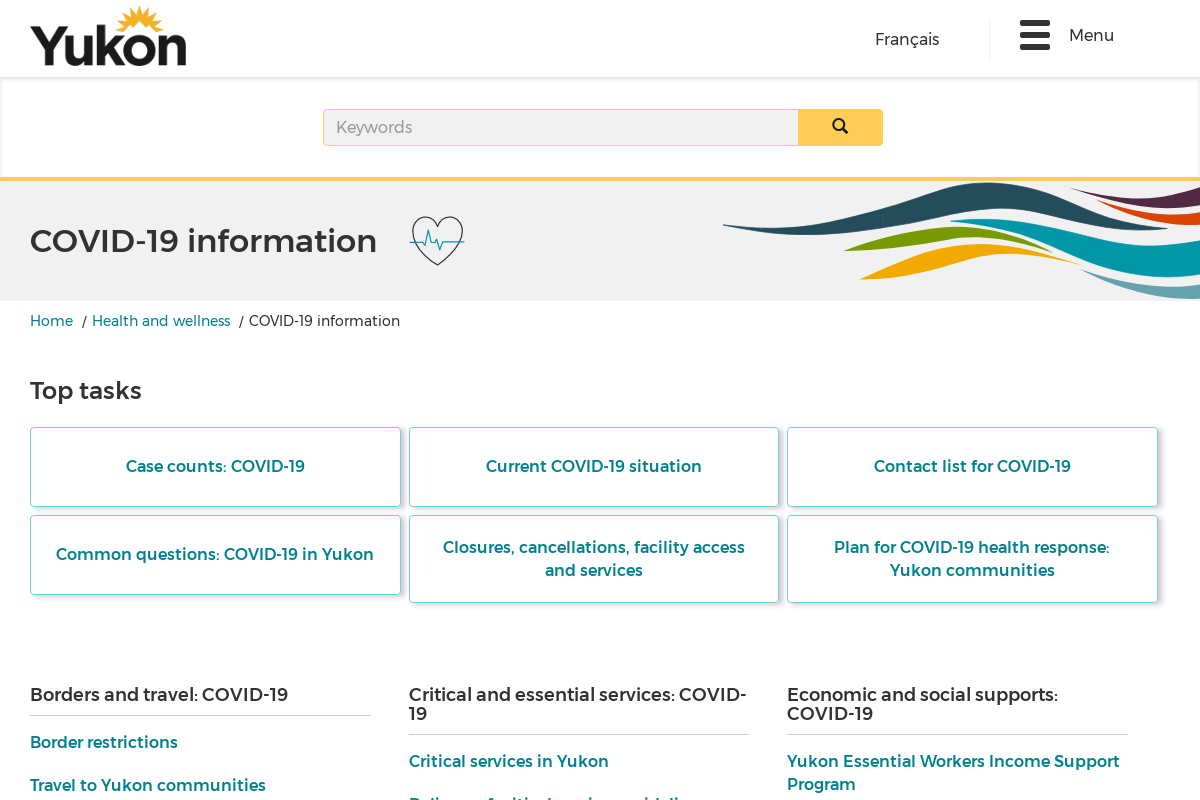 Yukon
Français
Menu
Keywords
COVID-19 information
Home / Health and wellness / COVID-19 information
Top tasks
Case counts: COVID-19
Current COVID-19 situation
Contact list for COVID-19
Common questions: COVID-19 in Yukon
Closures, cancellations, facility access
and services
Plan for COVID-19 health response:
Yukon communities
Borders and travel: COVID-19
Border restrictions
Travel to Yukon communities
Critical and essential services: COVID-
19
Critical services in Yukon
Economic and social supports:
COVID-19
Yukon Essential Workers Income Support
Program